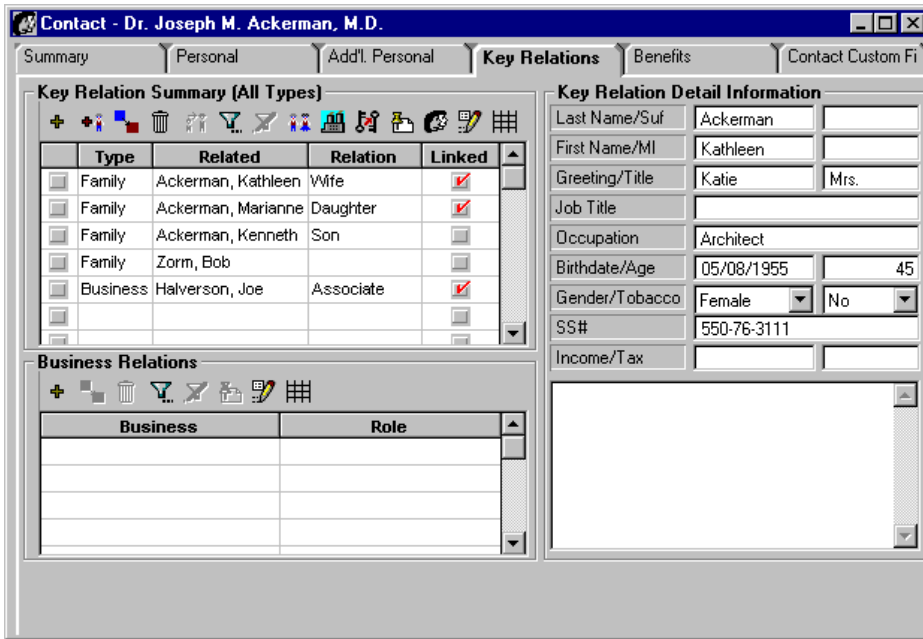 Contact - Dr. Joseph M. Ackerman, M.D.
Summary Personal Add'l. Personal Key Relations Benefits Contact Custom Fi
Key Relation Summary (All Types)
Type Related Relation Linked
Family Ackerman, Kathleen Wife
Family Ackerman, Marianne Daughter
Family Ackerman, Kenneth Son
Family Zorm, Bob
Business Halverson, Joe Associate
Business Relations
Business Role
Key Relation Detail Information
Last Name/Suf Ackerman
First Name/MI Kathleen
Greeting/Title Katie Mrs.
Job Title
Occupation Architect
Birthdate/Age 05/08/1955 45
Gender/Tobacco Female No
SS# 550-76-3111
Income/Tax